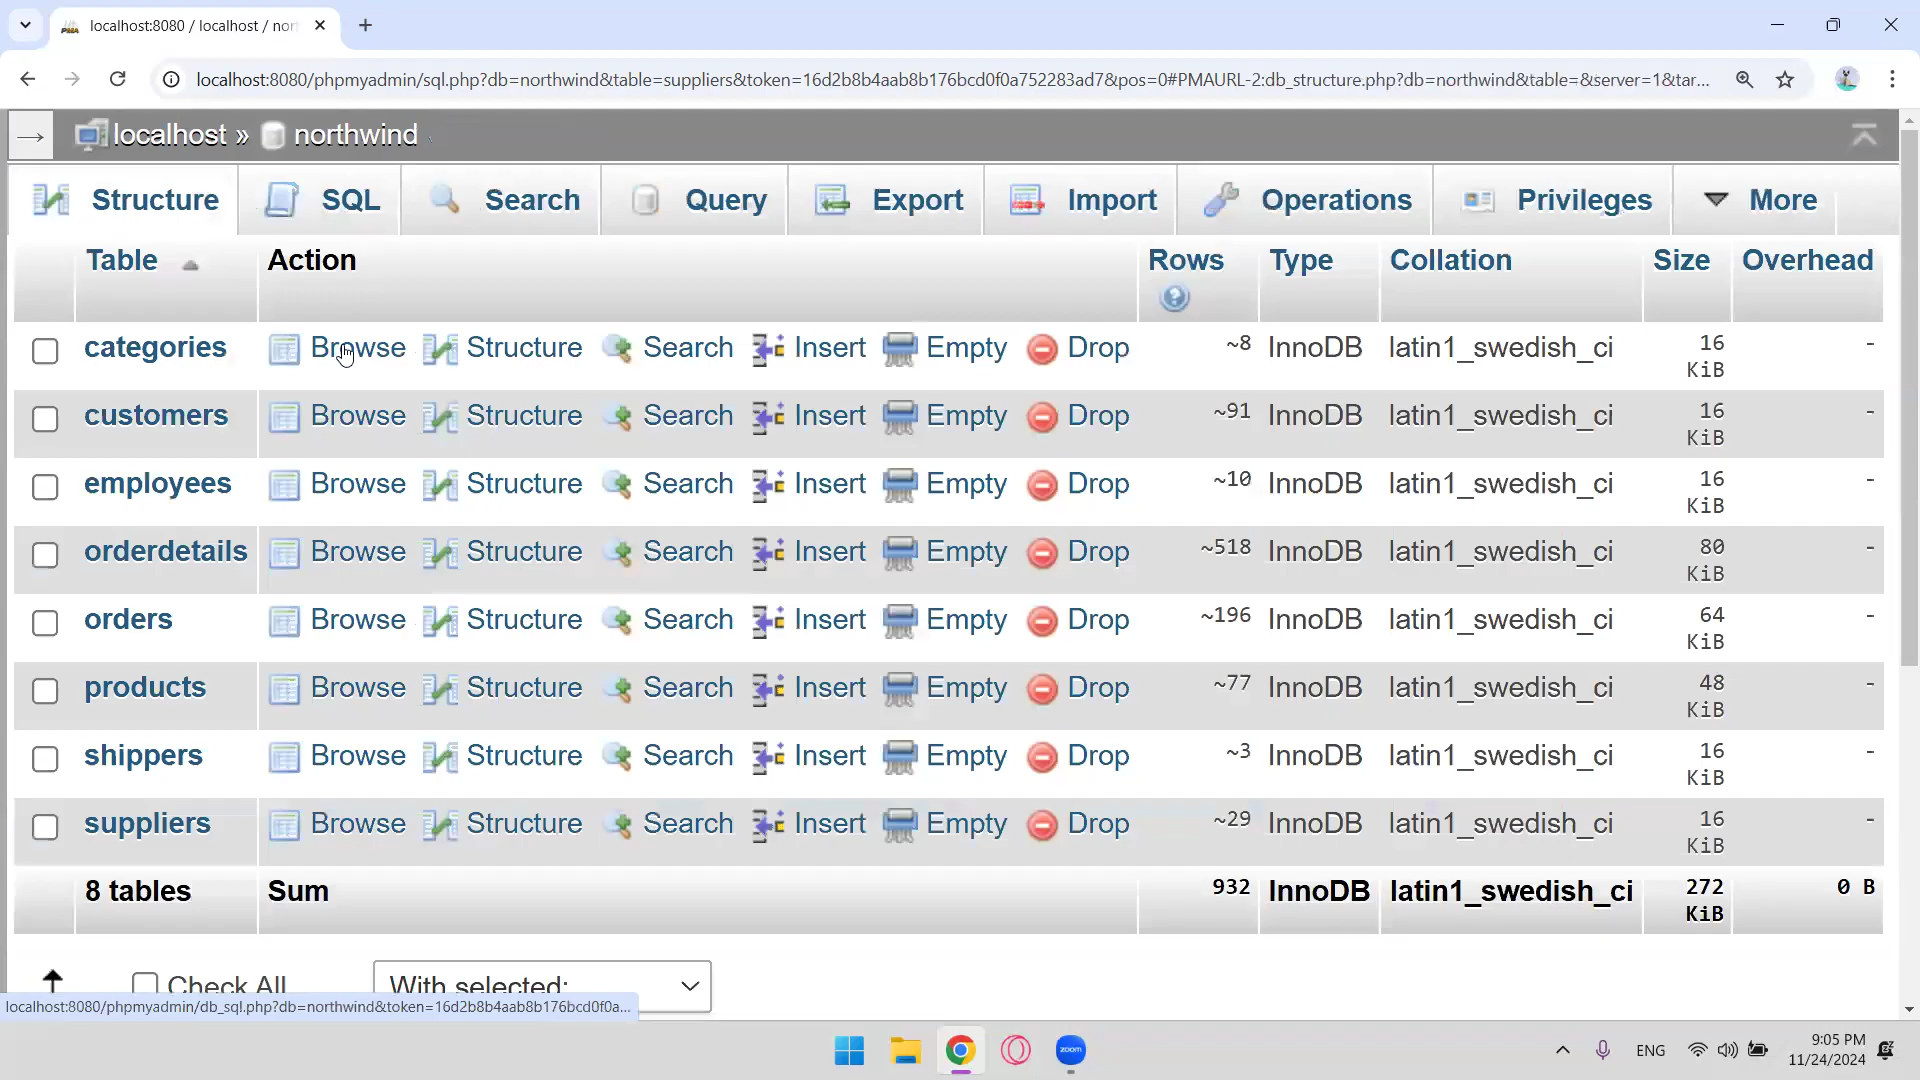 localhost:8080 / localhost / nor
localhost:8080/phpmyadmin/sql.php?db=northwind&table=suppliers&token=16d2b8b4aab8b176bcd0f0a752283ad7&pos=0#PMAURL-2:db_structure.php?db=northwind&table=&server=1&tar...
localhost » northwind
Structure SQL Search Query Export Import Operations Privileges More
Table Action Rows Type Collation Size Overhead
categories Browse Structure Search Insert Empty Drop ~8 InnoDB latin1_swedish_ci 16 KiB -
customers Browse Structure Search Insert Empty Drop ~91 InnoDB latin1_swedish_ci 16 KiB -
employees Browse Structure Search Insert Empty Drop ~10 InnoDB latin1_swedish_ci 16 KiB -
orderdetails Browse Structure Search Insert Empty Drop ~518 InnoDB latin1_swedish_ci 80 KiB -
orders Browse Structure Search Insert Empty Drop ~196 InnoDB latin1_swedish_ci 64 KiB -
products Browse Structure Search Insert Empty Drop ~77 InnoDB latin1_swedish_ci 48 KiB -
shippers Browse Structure Search Insert Empty Drop ~3 InnoDB latin1_swedish_ci 16 KiB -
suppliers Browse Structure Search Insert Empty Drop ~29 InnoDB latin1_swedish_ci 16 KiB -
8 tables Sum 932 InnoDB latin1_swedish_ci 272 KiB 0 B
Check All With selected:
localhost:8080/phpmyadmin/db_sql.php?db=northwind&token=16d2b8b4aab8b176bcd0f0a...
zoom
ENG
9:05 PM
11/24/2024